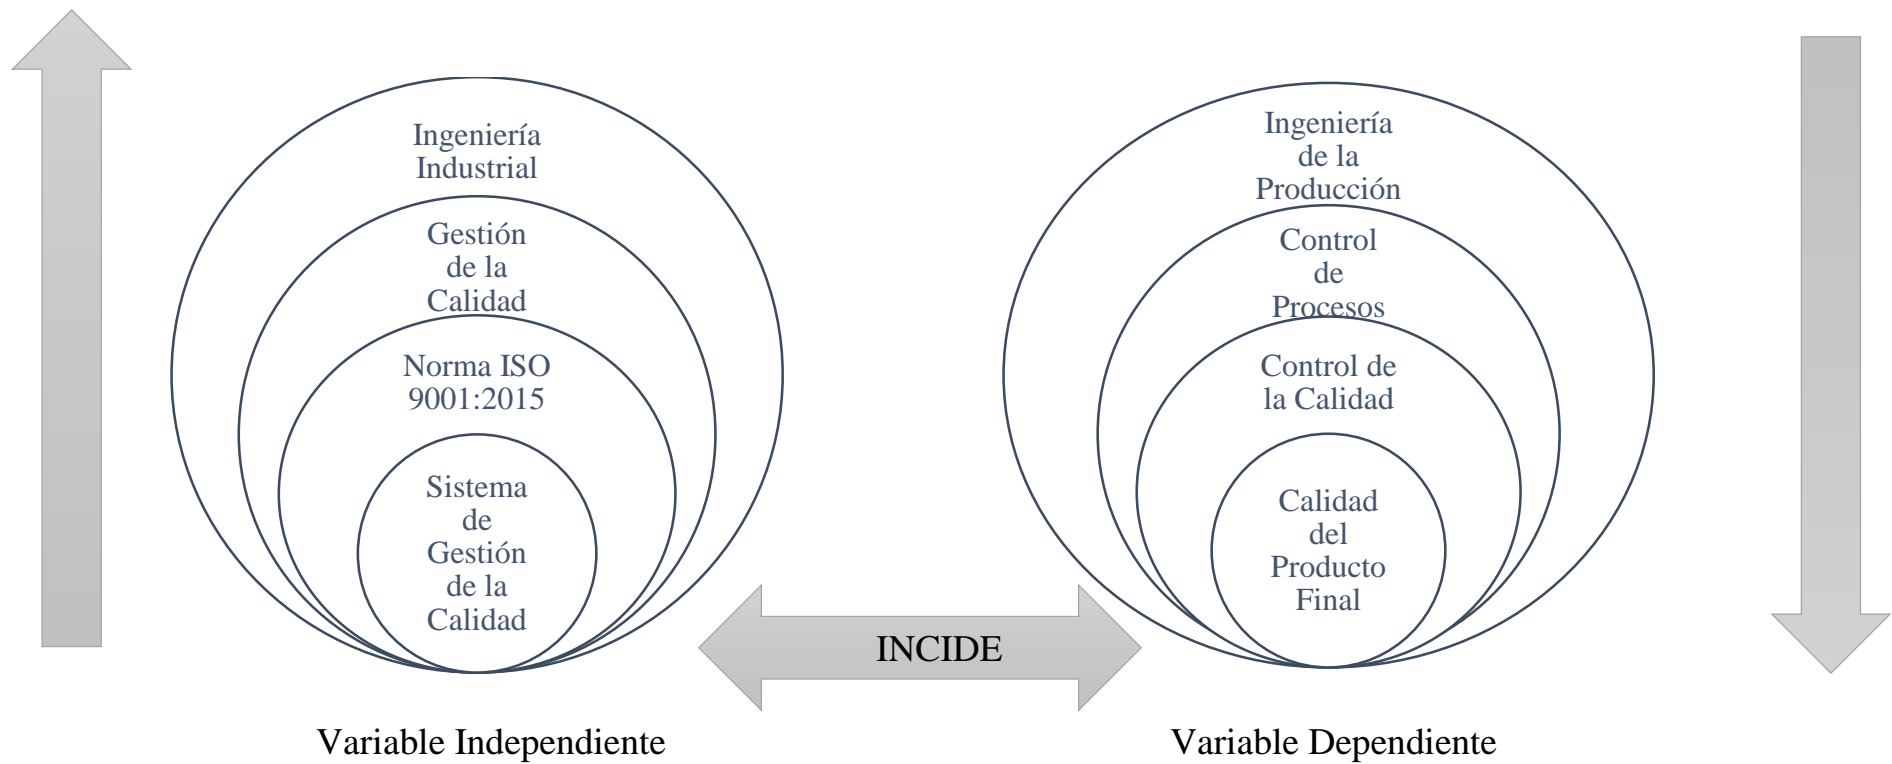 Ingeniería
Industrial
Gestión
de la
Calidad
Norma ISO
9001:2015
Sistema
de
Gestión
de la
Calidad
Ingeniería
de la
Producción
Control
de
Procesos
Control de
la Calidad
Calidad
del
Producto
Final
INCIDE
Variable Independiente
Variable Dependiente